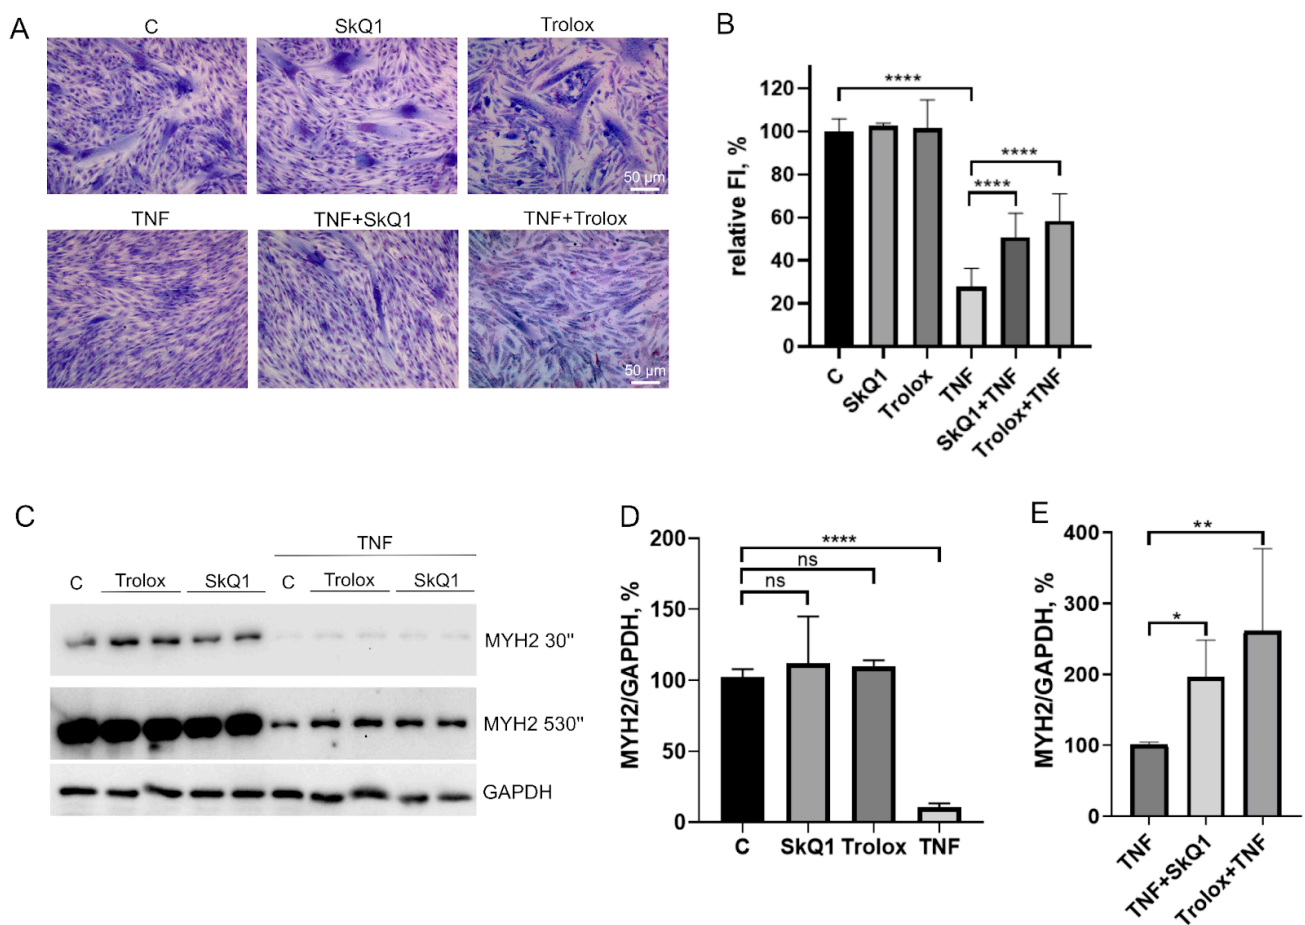 A
C
SkQ1
Trolox
50 µm
TNF
TNF+SkQ1
TNF+Trolox
50 µm
B
relative FI, %
120
100
80
60
40
20
0
****
****
****
C
SkQ1
Trolox
TNF
SkQ1+TNF
Trolox+TNF
C
TNF
C
Trolox
SkQ1
C
Trolox
SkQ1
MYH2 30"
MYH2 530"
GAPDH
D
MYH2/GAPDH, %
200
150
100
50
0
****
ns
ns
C
SkQ1
Trolox
TNF
E
MYH2/GAPDH, %
400
300
200
100
0
**
*
TNF
TNF+SkQ1
Trolox+TNF